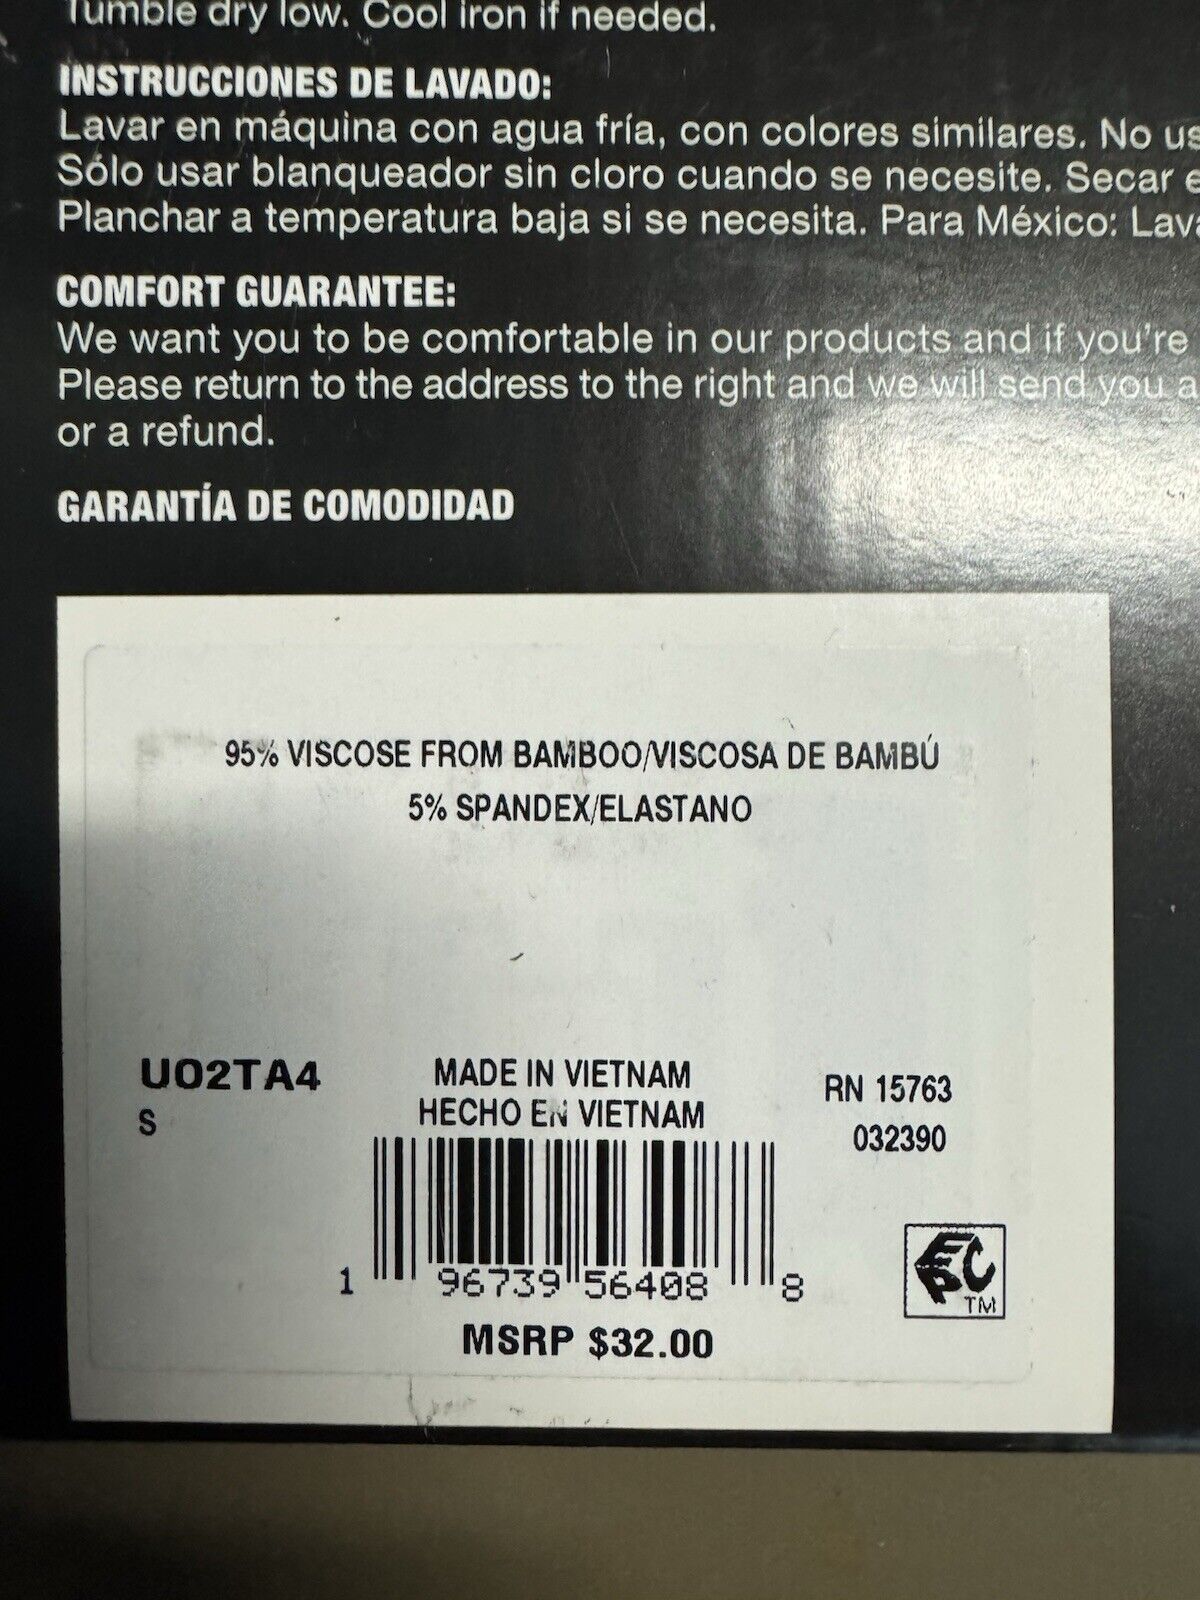 Tumble dry low. Cool iron if needed.
INSTRUCCIONES DE LAVADO:
Lavar en máquina con agua fría, con colores similares. No us
Sólo usar blanqueador sin cloro cuando se necesite. Secar e
Planchar a temperatura baja si se necesita. Para México: Lava
COMFORT GUARANTEE:
We want you to be comfortable in our products and if you're
Please return to the address to the right and we will send you a
or a refund.
GARANTÍA DE COMODIDAD
95% VISCOSE FROM BAMBOO/VISCOSA DE BAMBÚ
5% SPANDEX/ELASTANO
UO2TA4
S
MADE IN VIETNAM
HECHO EN VIETNAM
RN 15763
032390
1 96739 56408 8
EPC TM
MSRP $32.00